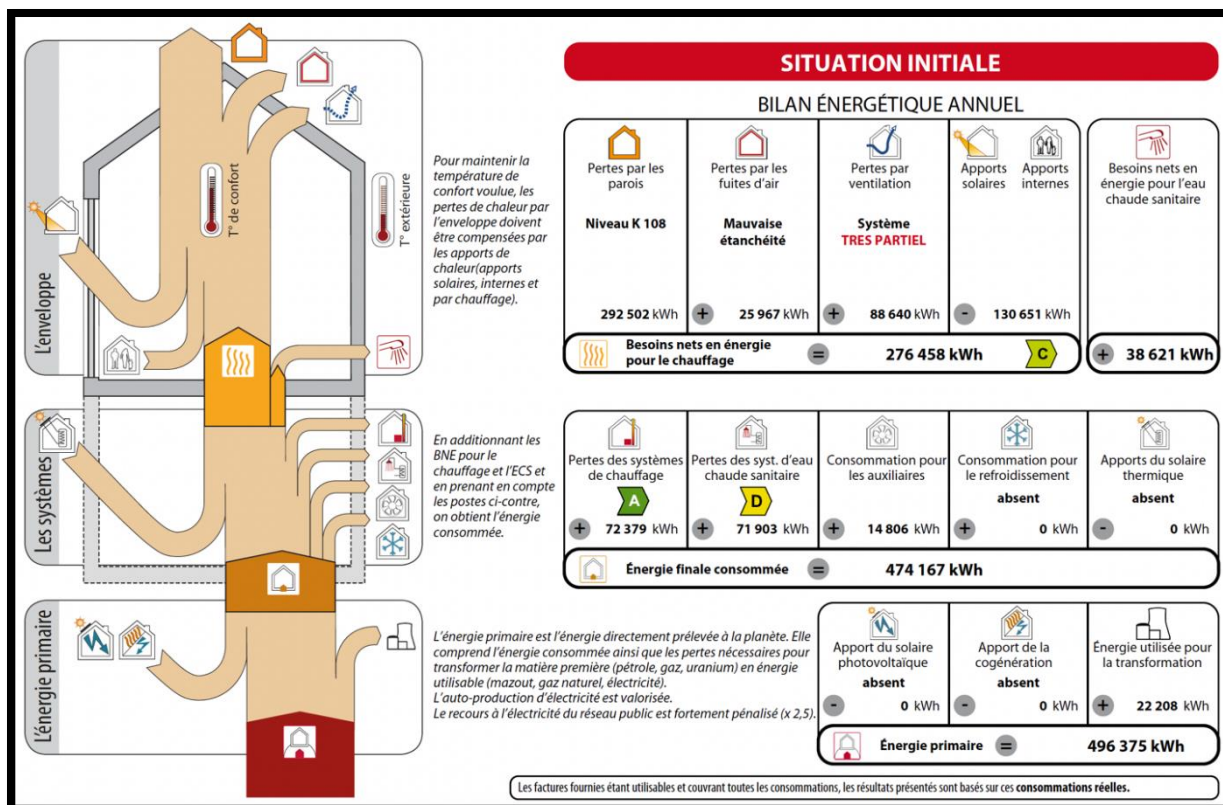 SITUATION INITIALE
BILAN ÉNERGÉTIQUE ANNUEL
L'enveloppe
T° de confort
T° extérieure
Pour maintenir la
température de
confort voulue, les
pertes de chaleur par
l'enveloppe doivent
être compensées par
les apports de
chaleur(apports
solaires, internes et
par chauffage).
Pertes par les
parois
Niveau K 108
292 502 kWh
Pertes par les
fuites d'air
Mauvaise
étanchéité
+ 25 967 kWh
Pertes par
ventilation
Système
TRES PARTIEL
+ 88 640 kWh
Apports
solaires
Apports
internes
- 130 651 kWh
Besoins nets en
énergie pour l'eau
chaude sanitaire
+ 38 621 kWh
Besoins nets en énergie
pour le chauffage
= 276 458 kWh C
Les systèmes
En additionnant les
BNE pour le
chauffage et l'ECS et
en prenant en compte
les postes ci-contre,
on obtient l'énergie
consommée.
Pertes des systèmes
de chauffage
A
+ 72 379 kWh
Pertes des syst. d'eau
chaude sanitaire
D
+ 71 903 kWh
Consommation pour
les auxiliaires
+ 14 806 kWh
Consommation pour
le refroidissement
absent
+ 0 kWh
Apports du solaire
thermique
absent
- 0 kWh
Énergie finale consommée = 474 167 kWh
L'énergie primaire
L'énergie primaire est l'énergie directement prélevée à la planète. Elle
comprend l'énergie consommée ainsi que les pertes nécessaires pour
transformer la matière première (pétrole, gaz, uranium) en énergie
utilisable (mazout, gaz naturel, électricité).
L'auto-production d'électricité est valorisée.
Le recours à l'électricité du réseau public est fortement pénalisé (x 2,5).
Apport du solaire
photovoltaïque
absent
- 0 kWh
Apport de la
cogénération
absent
- 0 kWh
Énergie utilisée pour
la transformation
+ 22 208 kWh
Énergie primaire = 496 375 kWh
Les factures fournies étant utilisables et couvrant toutes les consommations, les résultats présentés sont basés sur ces consommations réelles.